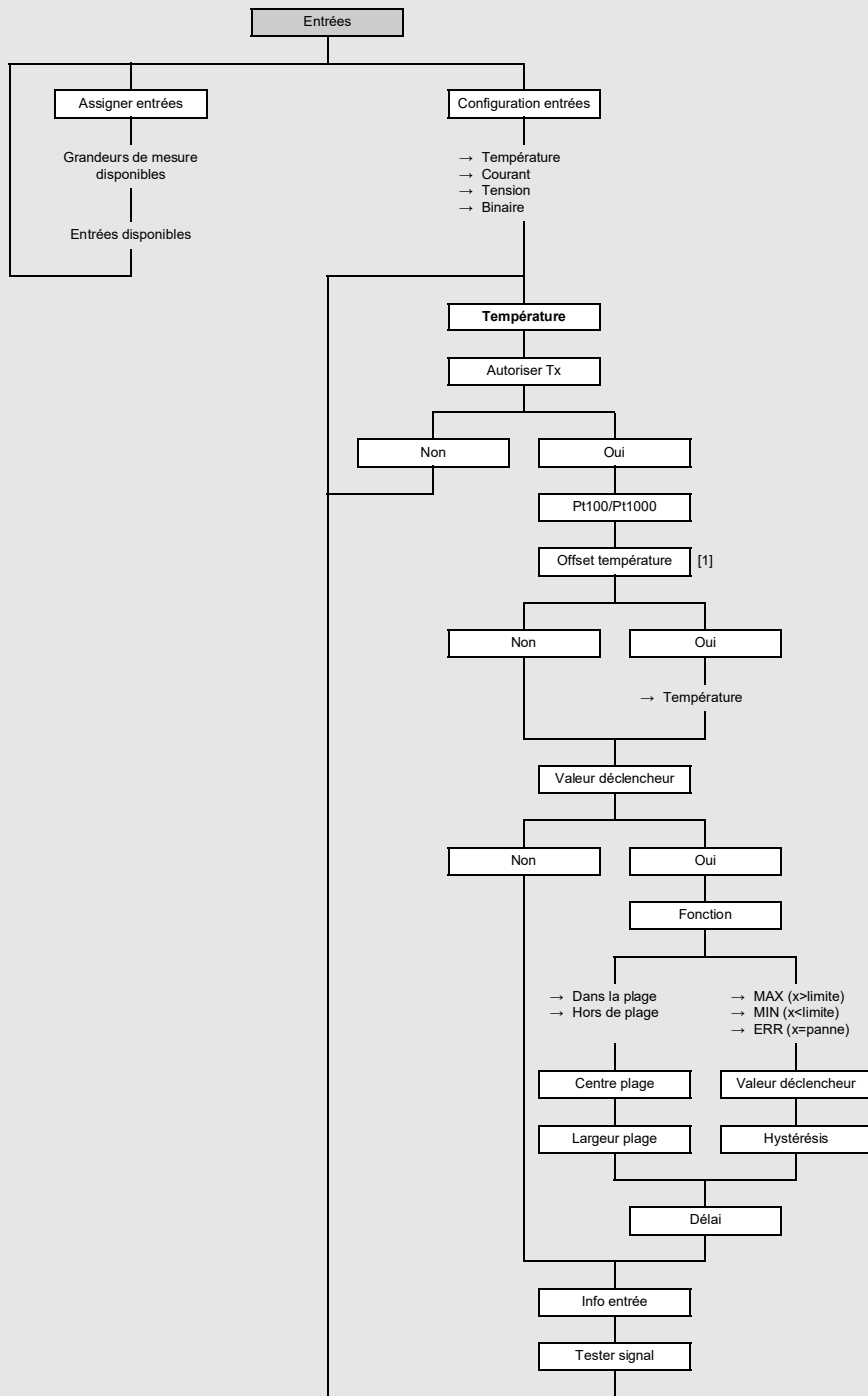 Entrées
Assigner entrées
Configuration entrées
Grandeurs de mesure
disponibles
→ Température
→ Courant
→ Tension
→ Binaire
Entrées disponibles
Température
Autoriser Tx
Non
Oui
Pt100/Pt1000
Offset température [1]
Non
Oui
→ Température
Valeur déclencheur
Non
Oui
Fonction
→ Dans la plage
→ Hors de plage
→ MAX (x>limite)
→ MIN (x<limite)
→ ERR (x=panne)
Centre plage
Valeur déclencheur
Largeur plage
Hystérésis
Délai
Info entrée
Tester signal